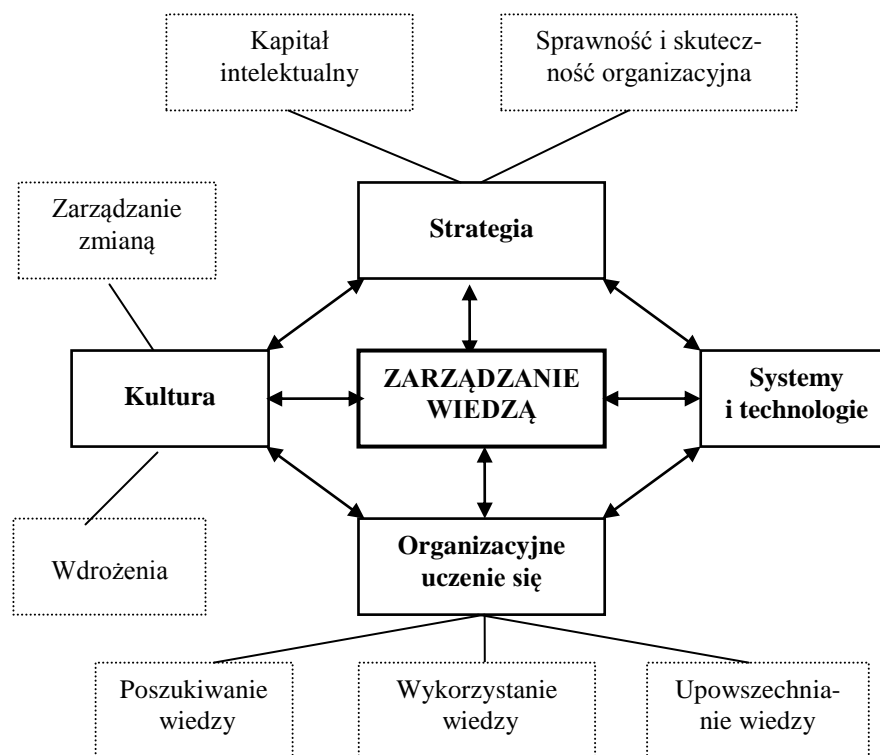 Kapitał
intelektualny
Sprawność i skutecz-
ność organizacyjna
Zarządzanie
zmianą
Strategia
Kultura
ZARZĄDZANIE
WIEDZĄ
Systemy
i technologie
Wdrożenia
Organizacyjne
uczenie się
Poszukiwanie
wiedzy
Wykorzystanie
wiedzy
Upowszechnia-
nie wiedzy